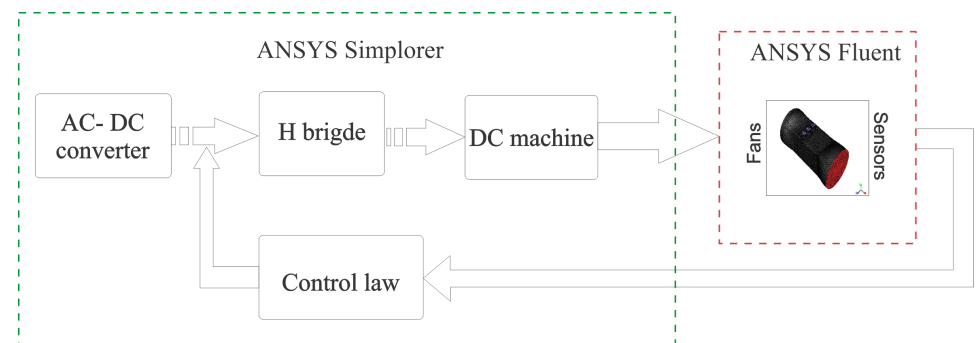 ANSYS Simplorer
ANSYS Fluent
AC- DC
converter
H brigde
DC machine
Fans
Sensors
Control law